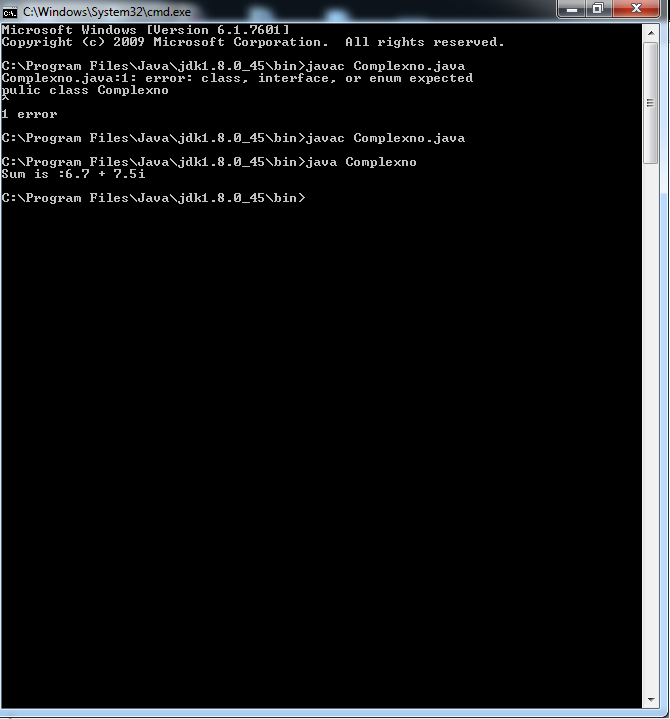 C:\Windows\System32\cmd.exe
Microsoft Windows [Version 6.1.7601]
Copyright (c) 2009 Microsoft Corporation.  All rights reserved.
C:\Program Files\Java\jdk1.8.0_45\bin>javac Complexno.java
Complexno.java:1: error: class, interface, or enum expected
pulic class Complexno
^
1 error
C:\Program Files\Java\jdk1.8.0_45\bin>javac Complexno.java
C:\Program Files\Java\jdk1.8.0_45\bin>java Complexno
Sum is :6.7 + 7.5i
C:\Program Files\Java\jdk1.8.0_45\bin>